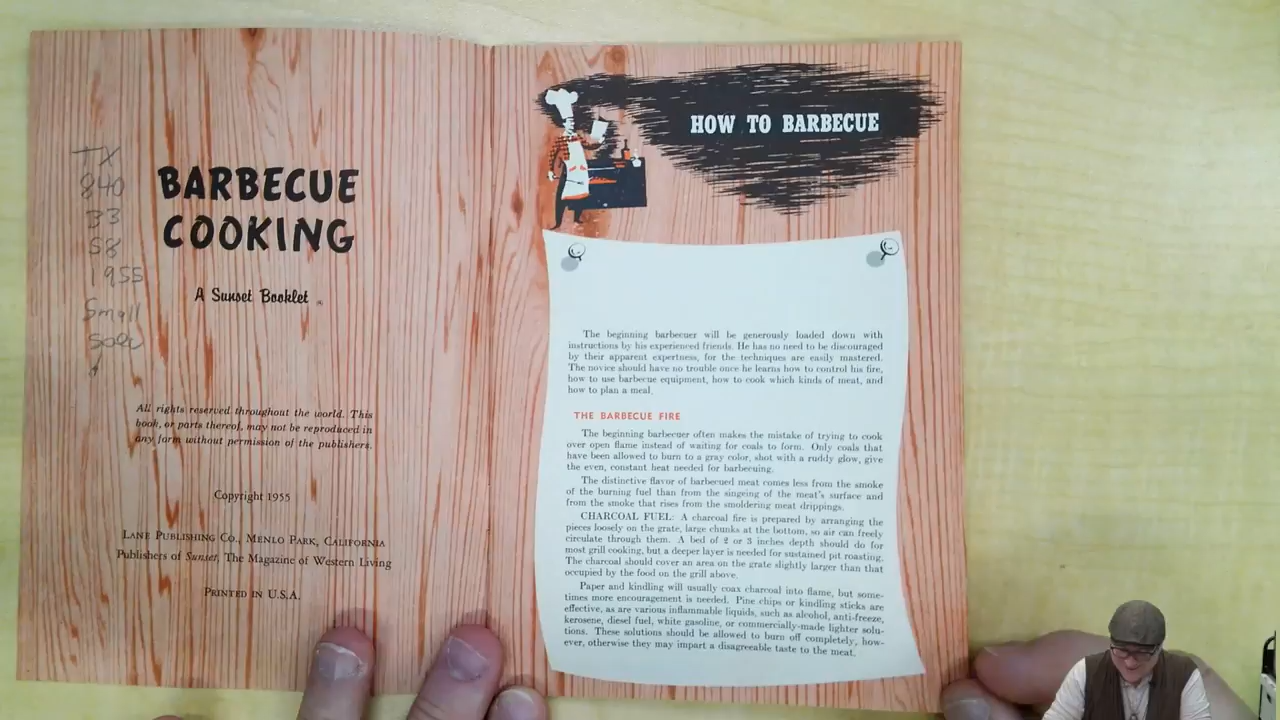 TX
840
B3
S8
1955
Small
BARBECUE
COOKING
A Sunset Booklet
All rights reserved throughout the world. This
book, or parts thereof, may not be reproduced in
any form without permission of the publishers.
Copyright 1955
LANE PUBLISHING CO., MENLO PARK, CALIFORNIA
Publishers of Sunset, The Magazine of Western Living
PRINTED IN U.S.A.
HOW TO BARBECUE
The beginning barbecuer will be generously loaded down with
instructions by his experienced friends. He has no need to be discouraged
by their apparent expertness, for the techniques are easily mastered.
The novice should have no trouble once he learns how to control his fire,
how to use barbecue equipment, how to cook which kinds of meat, and
how to plan a meal.
THE BARBECUE FIRE
The beginning barbecuer often makes the mistake of trying to cook
over open flame instead of waiting for coals to form. Only coals that
have been allowed to burn to a gray color, shot with a ruddy glow, give
the even, constant heat needed for barbecuing.
The distinctive flavor of barbecued meat comes less from the smoke
of the burning fuel than from the singeing of the meat's surface and
from the smoke that rises from the smoldering meat drippings.
CHARCOAL FUEL: A charcoal fire is prepared by arranging the
pieces loosely on the grate, large chunks at the bottom, so air can freely
circulate through them. A bed of 2 or 3 inches depth should do for
most grill cooking, but a deeper layer is needed for sustained pit roasting.
The charcoal should cover an area on the grate slightly larger than that
occupied by the food on the grill above.
Paper and kindling will usually coax charcoal into flame, but some-
times more encouragement is needed. Pine chips or kindling sticks are
effective, as are various inflammable liquids, such as alcohol, anti-freeze,
kerosene, diesel fuel, white gasoline, or commercially-made lighter solu-
tions. These solutions should be allowed to burn off completely, how-
ever, otherwise they may impart a disagreeable taste to the meat.